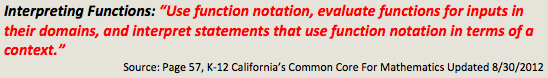 Interpreting Functions: “Use function notation, evaluate functions for inputs in
their domains, and interpret statements that use function notation in terms of a
context.”
Source: Page 57, K-12 California’s Common Core For Mathematics Updated 8/30/2012